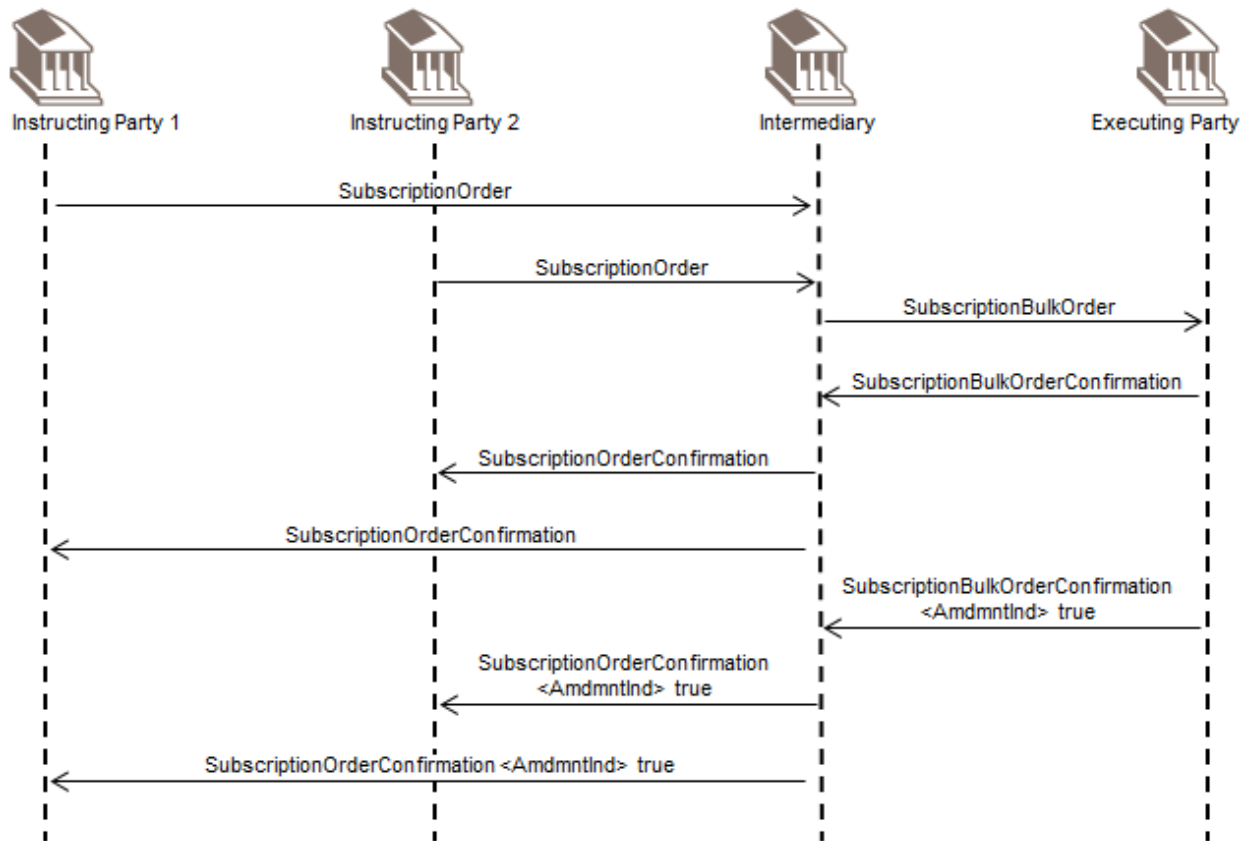 Instructing Party 1
Instructing Party 2
Intermediary
Executing Party
SubscriptionOrder
SubscriptionOrder
SubscriptionBulkOrder
SubscriptionBulkOrderConfirmation
SubscriptionOrderConfirmation
SubscriptionOrderConfirmation
SubscriptionBulkOrderConfirmation
<AmdmntInd> true
SubscriptionOrderConfirmation
<AmdmntInd> true
SubscriptionOrderConfirmation <AmdmntInd> true